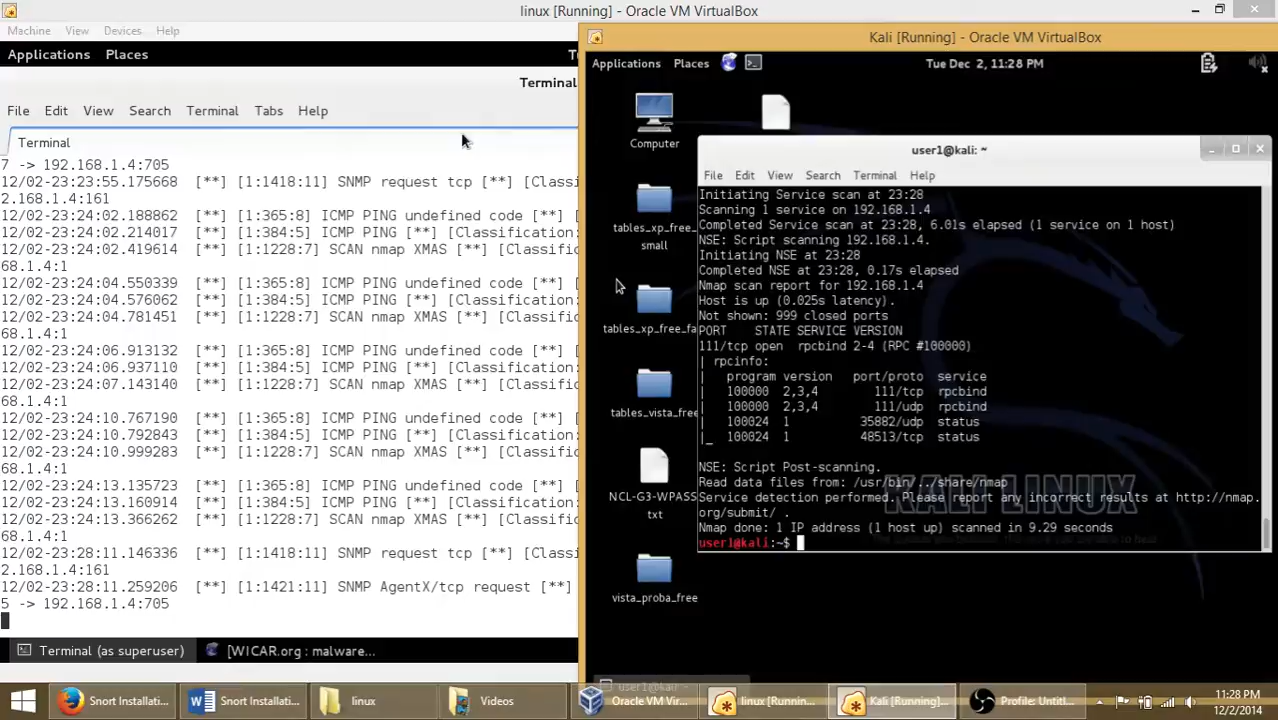 linux [Running] - Oracle VM VirtualBox
Machine View Devices Help
Applications Places
Terminal
File Edit View Search Terminal Tabs Help
Terminal
7 -> 192.168.1.4:705
12/02-23:23:55.175668 [**] [1:1418:11] SNMP request tcp [**] [Classi
2.168.1.4:161
12/02-23:24:02.188862 [**] [1:365:8] ICMP PING undefined code [**] [
12/02-23:24:02.214017 [**] [1:384:5] ICMP PING [**] [Classification:
12/02-23:24:02.419614 [**] [1:1228:7] SCAN nmap XMAS [**] [Classific
68.1.4:1
12/02-23:24:04.550339 [**] [1:365:8] ICMP PING undefined code [**] [
12/02-23:24:04.576062 [**] [1:384:5] ICMP PING [**] [Classification:
12/02-23:24:04.781451 [**] [1:1228:7] SCAN nmap XMAS [**] [Classific
68.1.4:1
12/02-23:24:06.913132 [**] [1:365:8] ICMP PING undefined code [**] [
12/02-23:24:06.937110 [**] [1:384:5] ICMP PING [**] [Classification:
12/02-23:24:07.143140 [**] [1:1228:7] SCAN nmap XMAS [**] [Classific
68.1.4:1
12/02-23:24:10.767190 [**] [1:365:8] ICMP PING undefined code [**] [
12/02-23:24:10.792843 [**] [1:384:5] ICMP PING [**] [Classification:
12/02-23:24:10.999283 [**] [1:1228:7] SCAN nmap XMAS [**] [Classific
68.1.4:1
12/02-23:24:13.135723 [**] [1:365:8] ICMP PING undefined code [**] [
12/02-23:24:13.160914 [**] [1:384:5] ICMP PING [**] [Classification:
12/02-23:24:13.366262 [**] [1:1228:7] SCAN nmap XMAS [**] [Classific
68.1.4:1
12/02-23:28:11.146336 [**] [1:1418:11] SNMP request tcp [**] [Classi
2.168.1.4:161
12/02-23:28:11.259206 [**] [1:1421:11] SNMP AgentX/tcp request [**]
5 -> 192.168.1.4:705
Terminal (as superuser) [WICAR.org : malware...
Kali [Running] - Oracle VM VirtualBox
Applications Places Tue Dec 2, 11:28 PM
Computer
tables_xp_free_
small
tables_xp_free_fa
tables_vista_free
NCL-G3-WPASS
txt
vista_proba_free
user1@kali: ~
File Edit View Search Terminal Help
Initiating Service scan at 23:28
Scanning 1 service on 192.168.1.4
Completed Service scan at 23:28, 6.01s elapsed (1 service on 1 host)
NSE: Script scanning 192.168.1.4.
Initiating NSE at 23:28
Completed NSE at 23:28, 0.17s elapsed
Nmap scan report for 192.168.1.4
Host is up (0.025s latency).
Not shown: 999 closed ports
PORT STATE SERVICE VERSION
111/tcp open rpcbind 2-4 (RPC #100000)
| rpcinfo:
| program version port/proto service
| 100000 2,3,4 111/tcp rpcbind
| 100000 2,3,4 111/udp rpcbind
| 100024 1 35882/udp status
|_ 100024 1 48513/tcp status
NSE: Script Post-scanning.
Read data files from: /usr/bin/../share/nmap
Service detection performed. Please report any incorrect results at http://nmap.
org/submit/ .
Nmap done: 1 IP address (1 host up) scanned in 9.29 seconds
user1@kali:~$
KALI LINUX
user1@kali: ~
Snort Installati... Snort Installati... linux Videos Oracle VM Vir... linux [Runnin... Kali [Running]... Profile: Untitl...
11:28 PM
12/2/2014